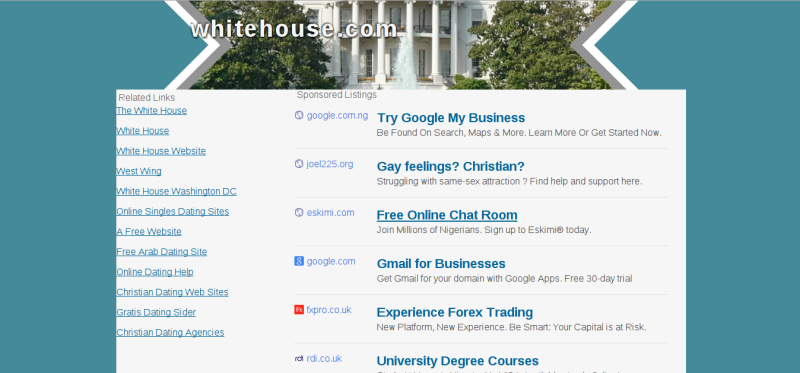 whitehouse.com
Related Links
The White House
White House
White House Website
West Wing
White House Washington DC
Online Singles Dating Sites
A Free Website
Free Arab Dating Site
Online Dating Help
Christian Dating Web Sites
Gratis Dating Sider
Christian Dating Agencies
Sponsored Listings
google.com.ng Try Google My Business
Be Found On Search, Maps & More. Learn More Or Get Started Now.
joel225.org Gay feelings? Christian?
Struggling with same-sex attraction ? Find help and support here.
eskimi.com Free Online Chat Room
Join Millions of Nigerians. Sign up to Eskimi® today.
google.com Gmail for Businesses
Get Gmail for your domain with Google Apps. Free 30-day trial
Fx fxpro.co.uk Experience Forex Trading
New Platform, New Experience. Be Smart: Your Capital is at Risk.
rdi rdi.co.uk University Degree Courses